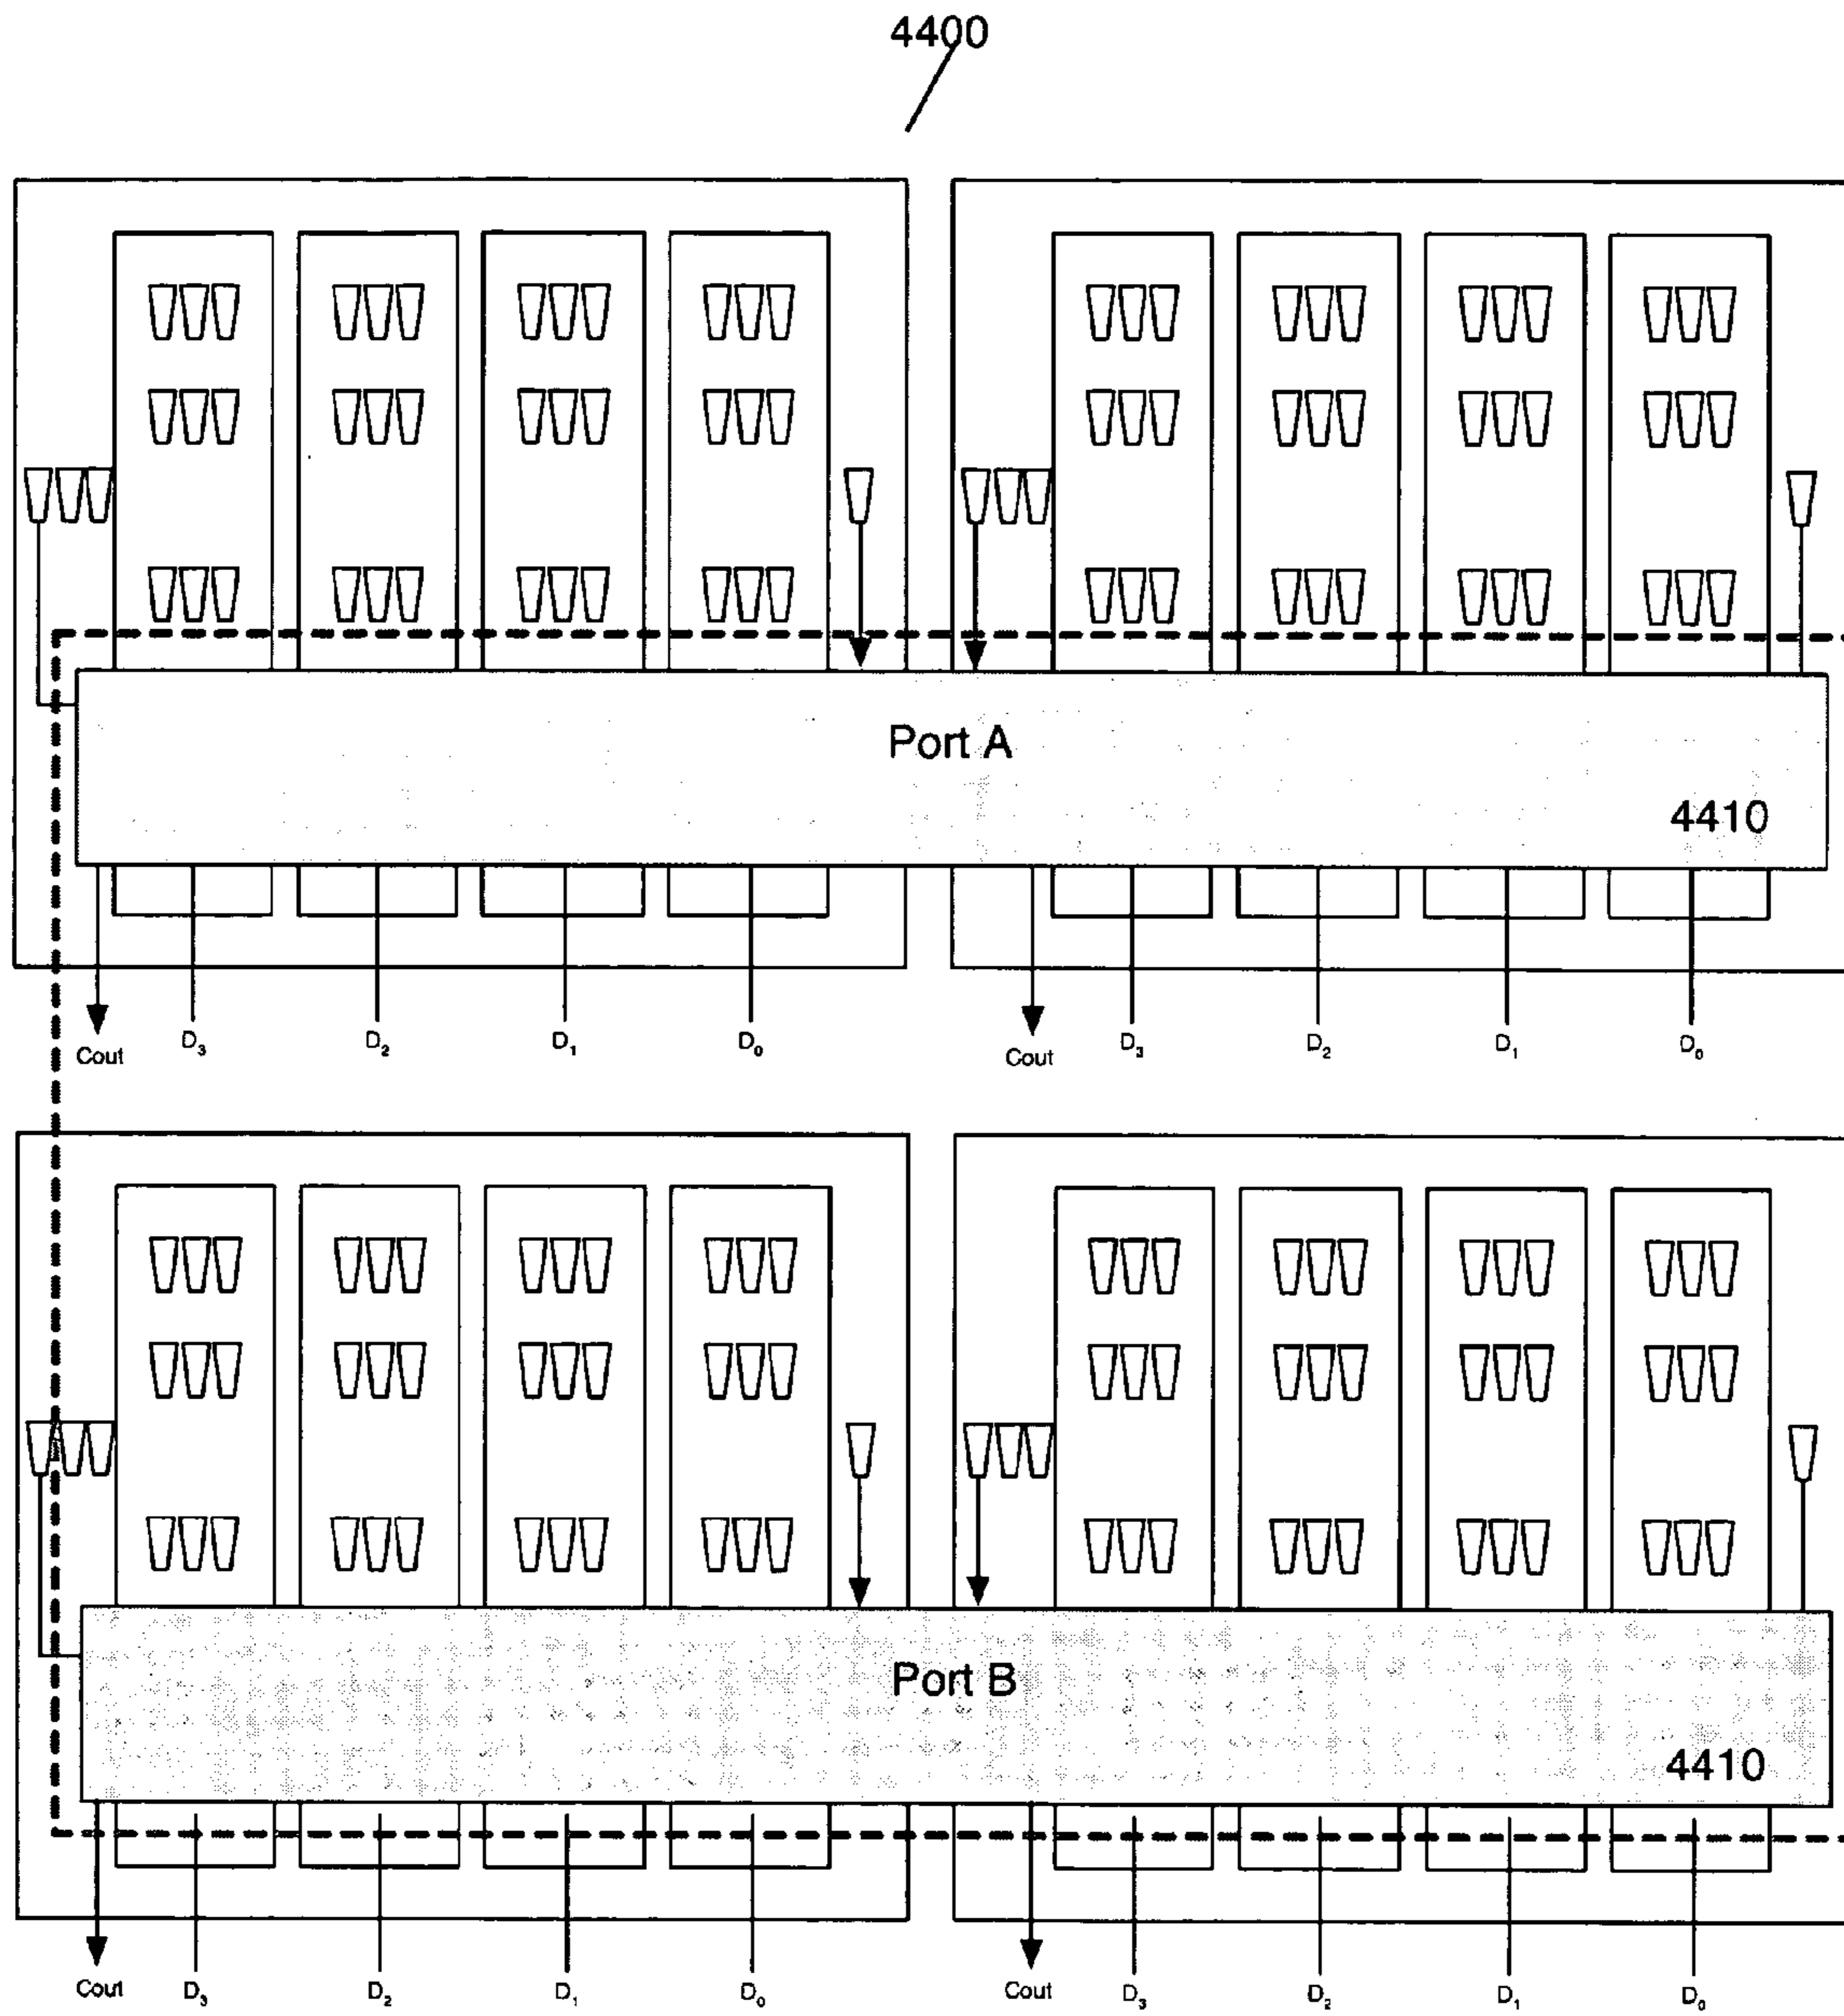 4400
Port A
4410
Cout D₃ D₂ D₁ D₀ Cout D₃ D₂ D₁ D₀
Port B
4410
Cout D₃ D₂ D₁ D₀ Cout D₃ D₂ D₁ D₀